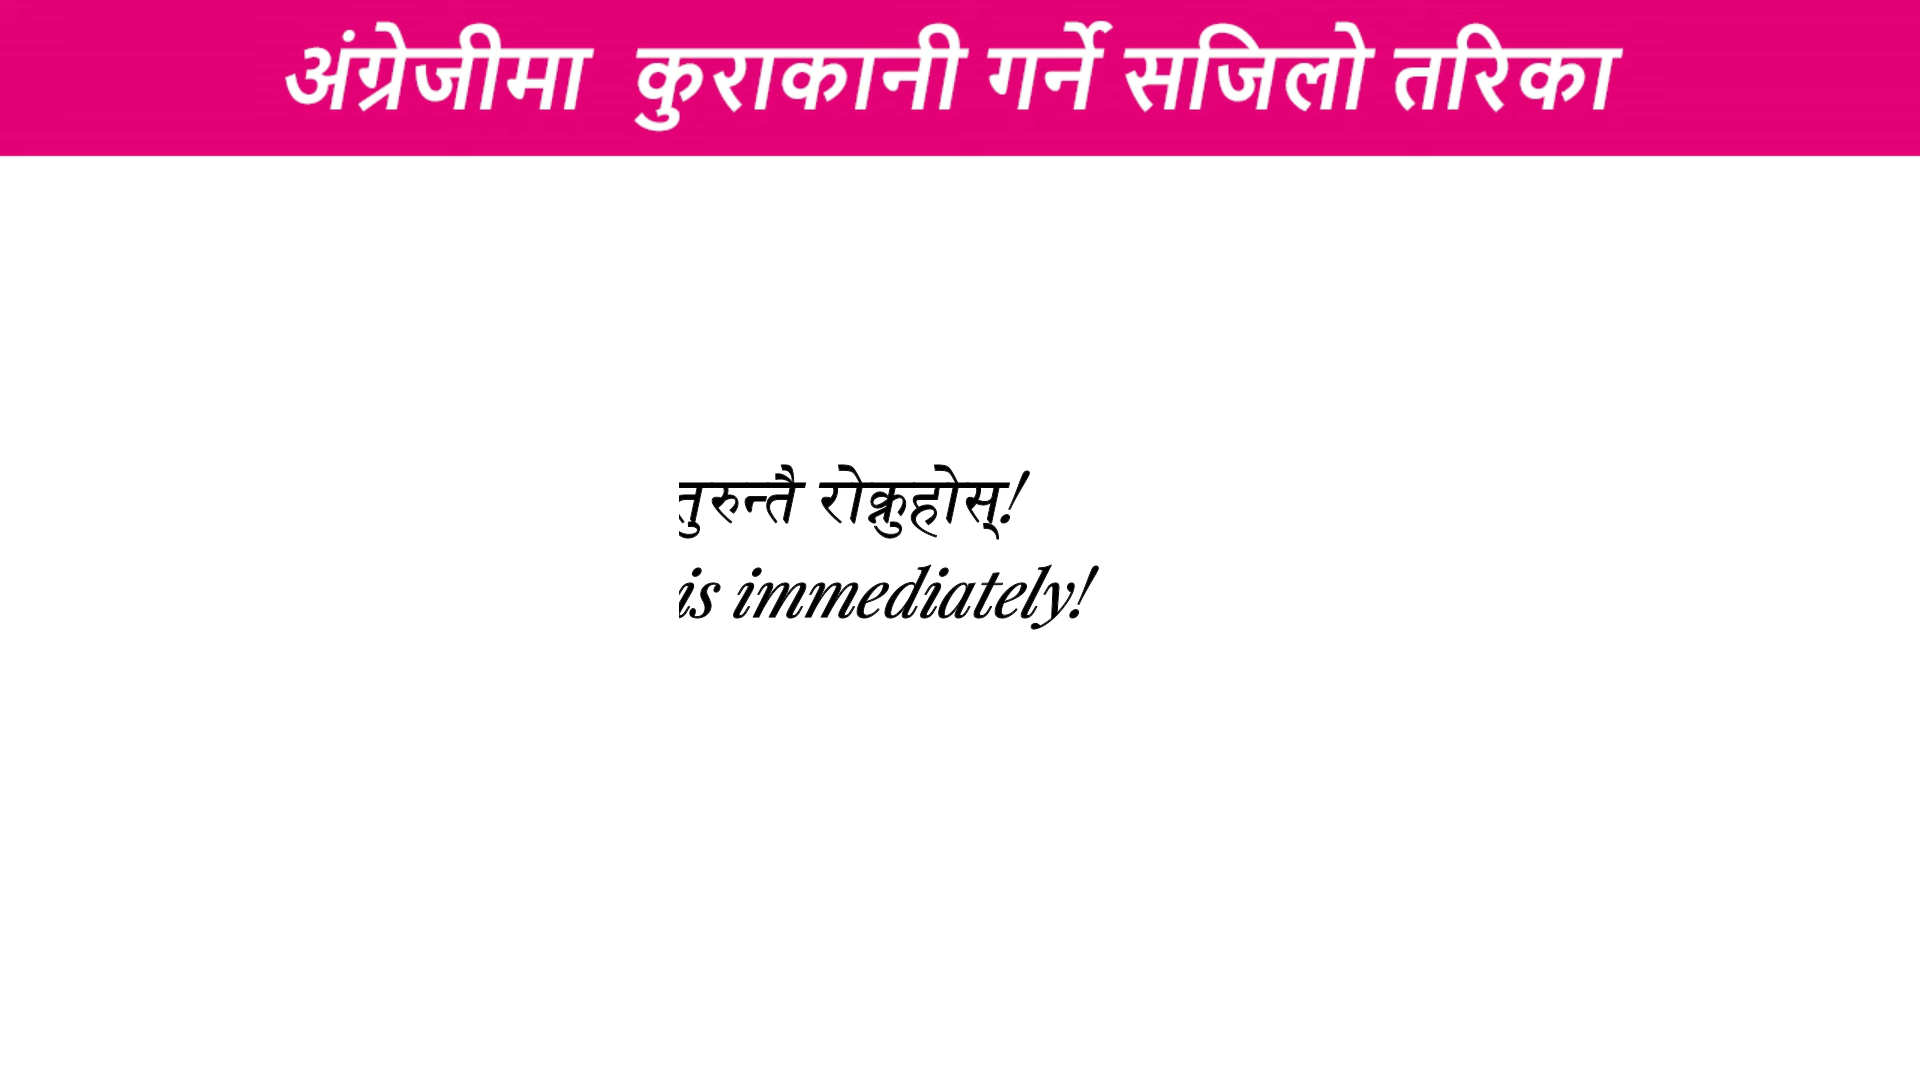 अंग्रेजीमा कुराकानी गर्ने सजिलो तरिका
तुरुन्तै रोक्नुहोस्!
is immediately!